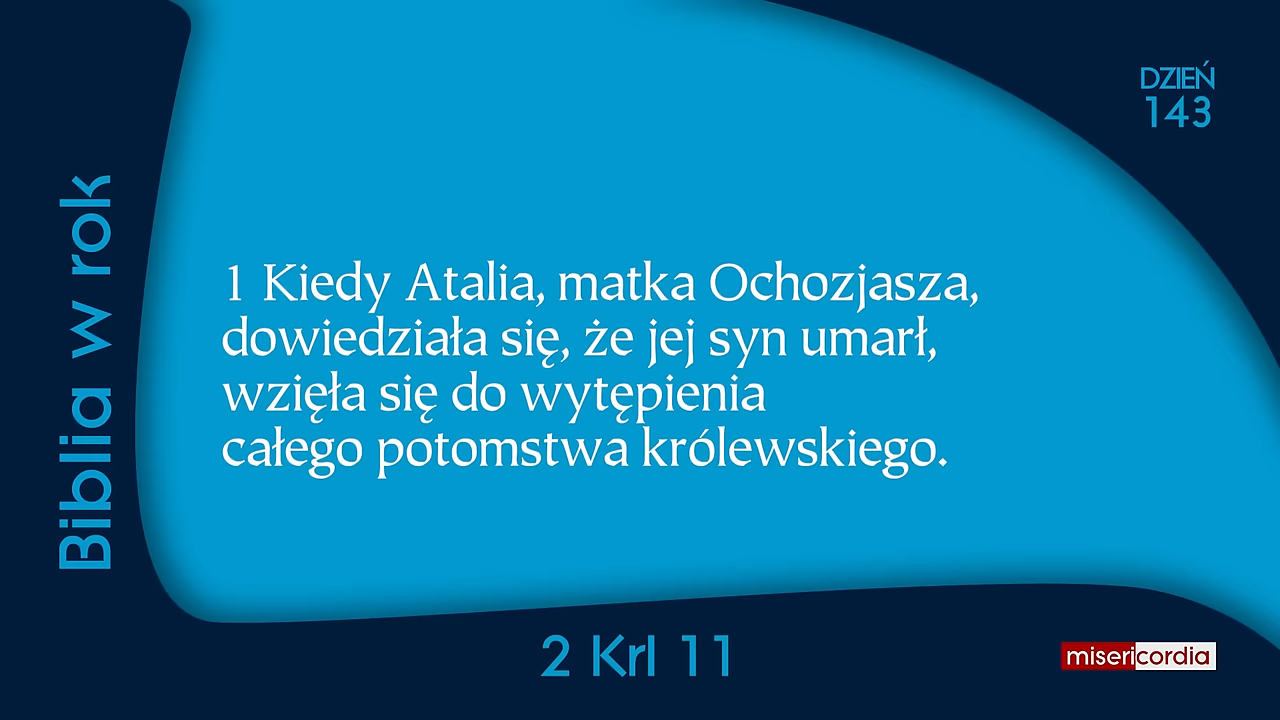 Biblia w rok
DZIEŃ
143
1 Kiedy Atalia, matka Ochozjasza,
dowiedziała się, że jej syn umarł,
wzięła się do wytępienia
całego potomstwa królewskiego.
2 Krl 11
misericordia